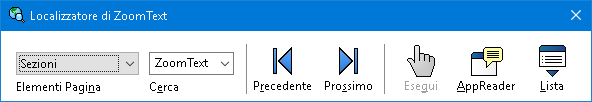 Localizzatore di ZoomText
Sezioni ZoomText
Elementi Pagina Cerca Precedente Prossimo Esegui AppReader Lista